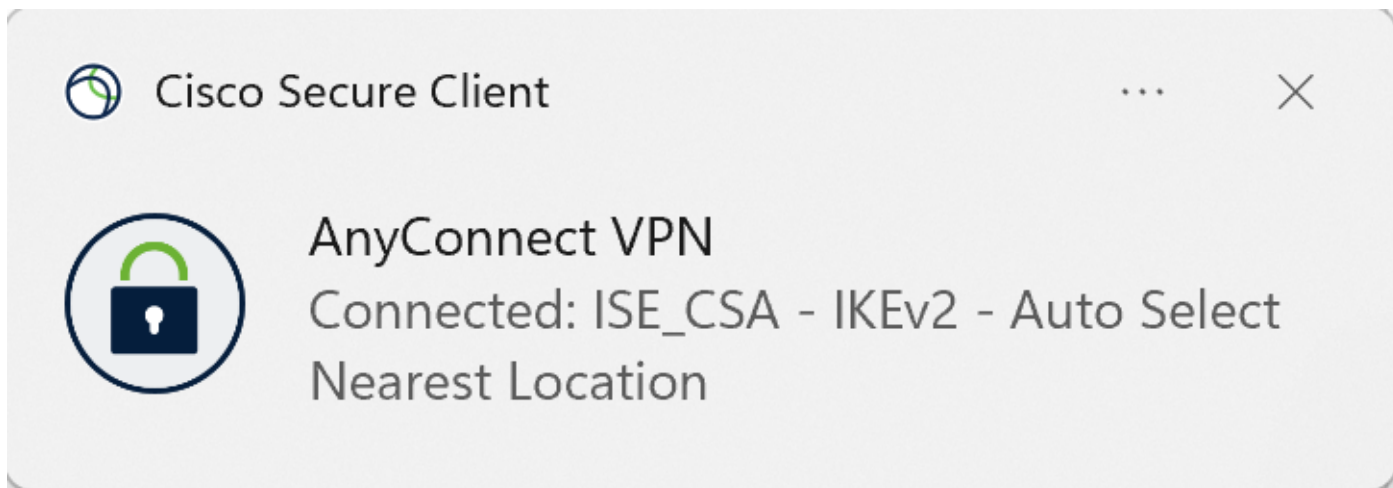 Cisco Secure Client
AnyConnect VPN
Connected: ISE_CSA - IKEv2 - Auto Select
Nearest Location